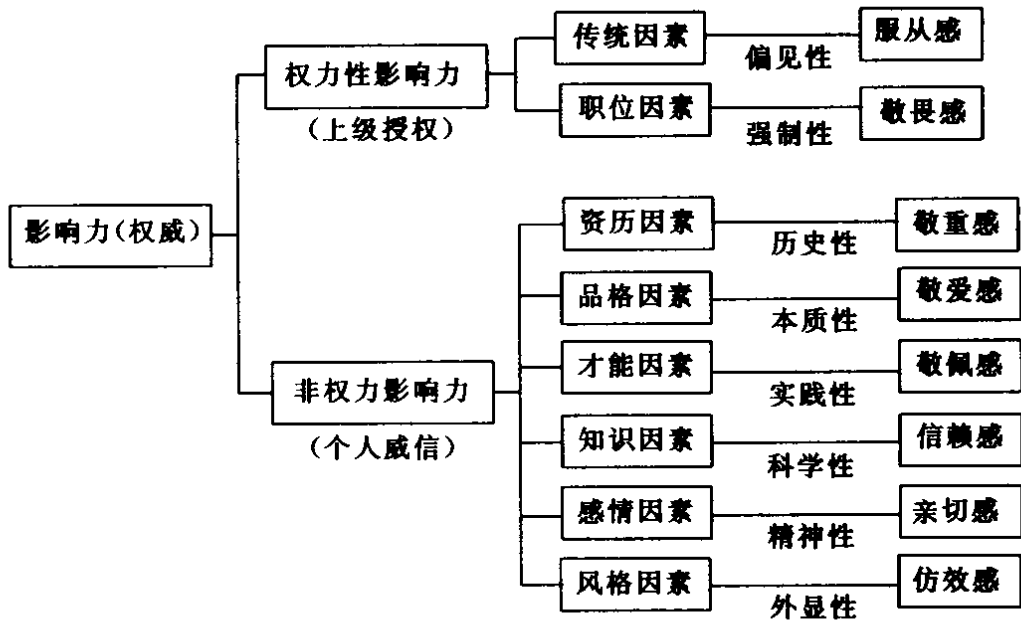 传统因素
偏见性
服从感
权力性影响力
(上级授权)
职位因素
强制性
敬畏感
影响力(权威)
资历因素
历史性
敬重感
品格因素
本质性
敬爱感
非权力影响力
(个人威信)
才能因素
实践性
敬佩感
知识因素
科学性
信赖感
感情因素
精神性
亲切感
风格因素
外显性
仿效感